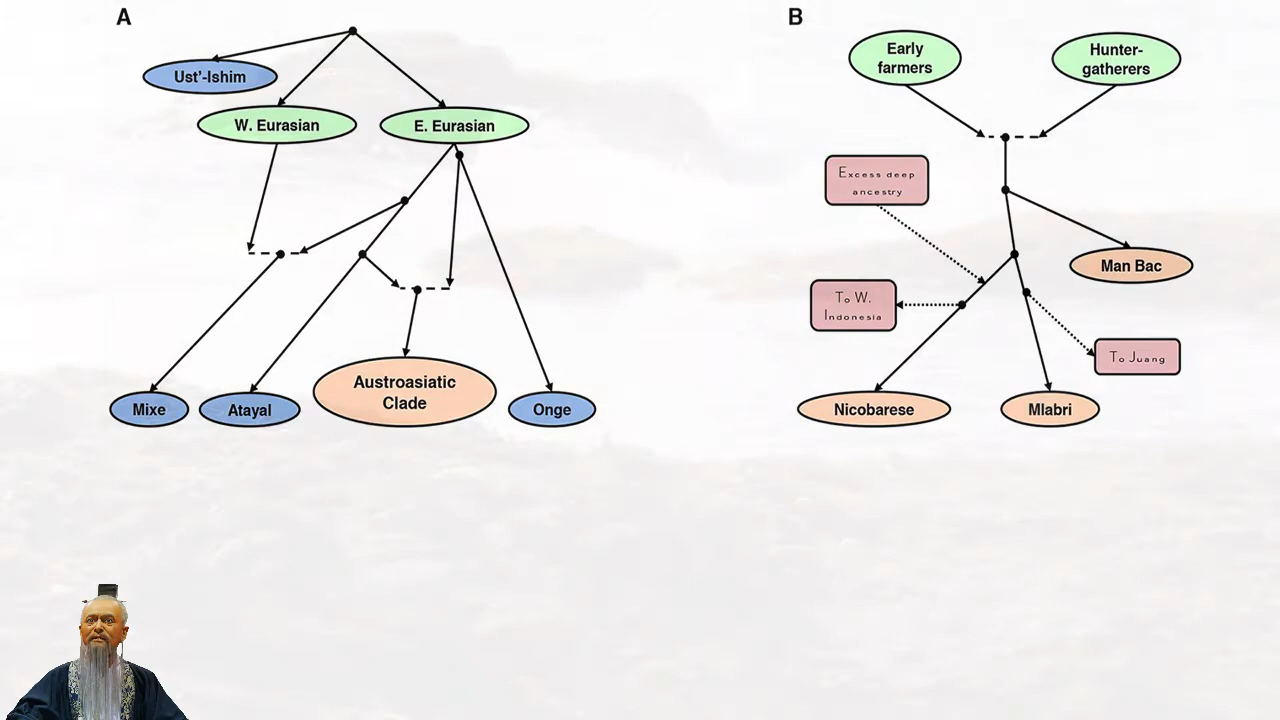 A
Ust’-Ishim
W. Eurasian
E. Eurasian
Mixe
Atayal
Austroasiatic
Clade
Onge
B
Early
farmers
Hunter-
gatherers
Excess deep
ancestry
Man Bac
To W.
Indonesia
To Juang
Nicobarese
Mlabri